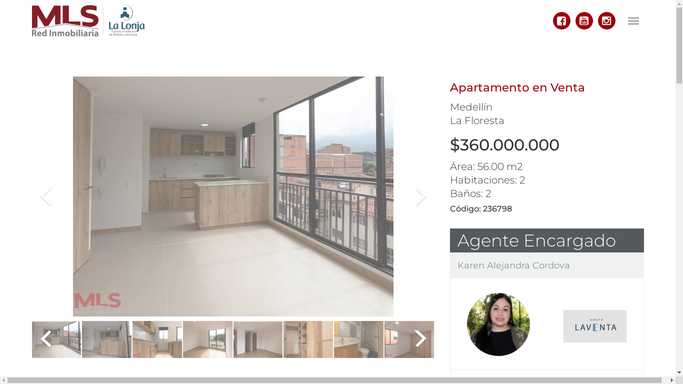 MLS
Red Inmobiliaria
La Lonja
Apartamento en Venta
Medellín
La Floresta
$360.000.000
Área: 56.00 m2
Habitaciones: 2
Baños: 2
Código: 236798
MLS
Agente Encargado
Karen Alejandra Cordova
LAVENTA